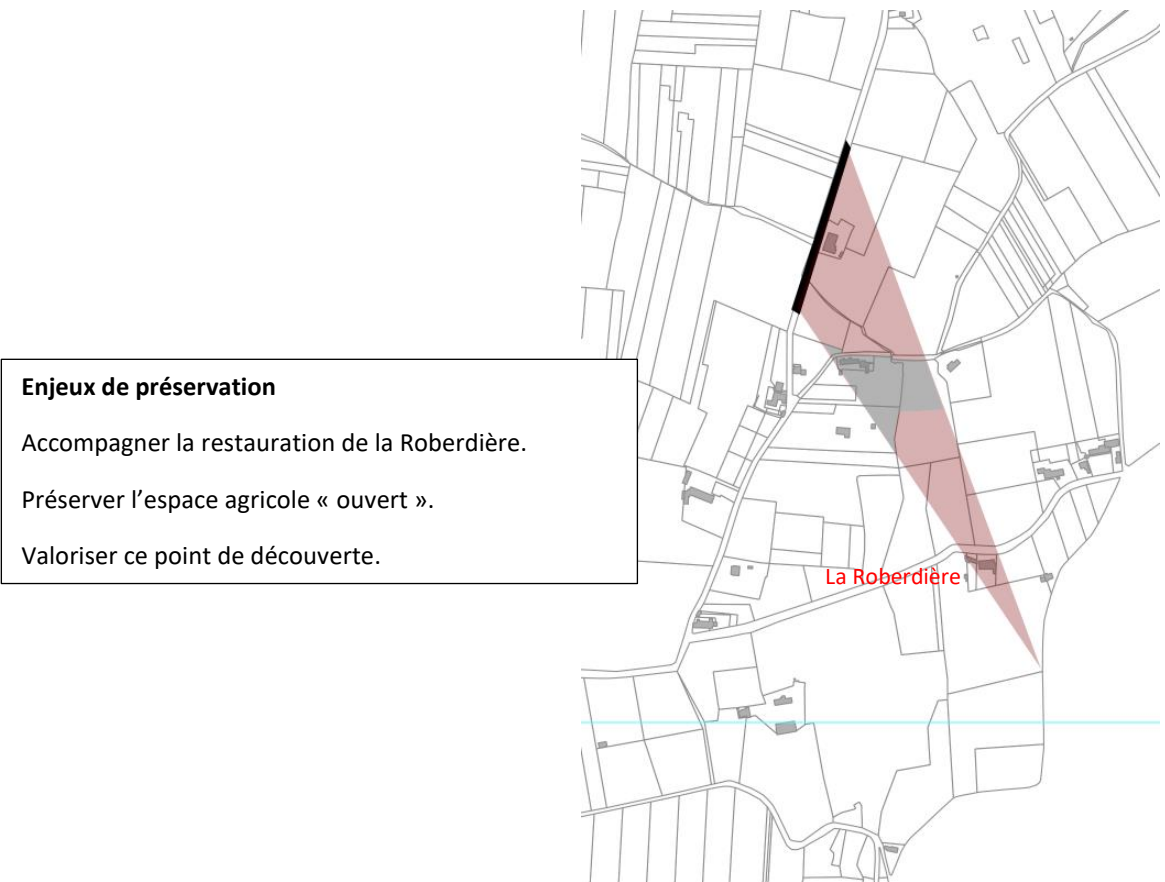 Enjeux de préservation
Accompagner la restauration de la Roberdière.
Préserver l’espace agricole « ouvert ».
Valoriser ce point de découverte.
La Roberdière